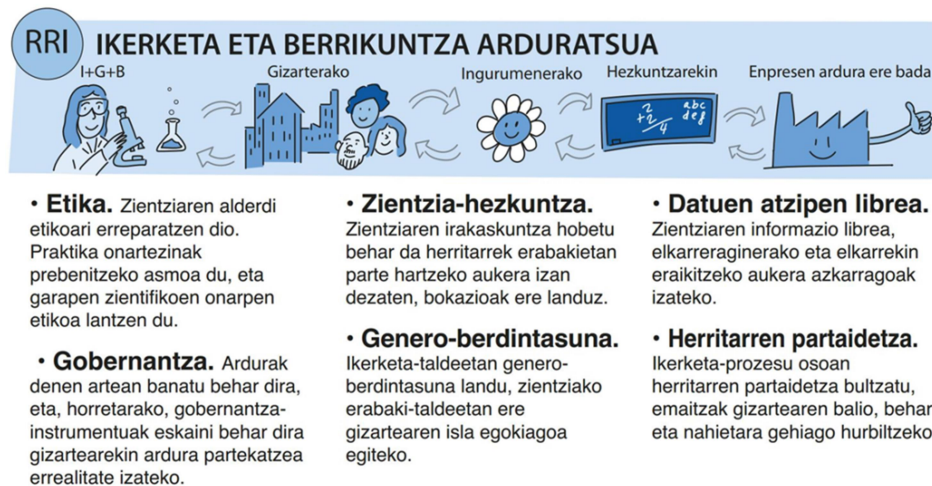 RRI
IKERKETA ETA BERRIKUNTZA ARDURATSUA
I+G+B
Gizarterako
Ingurumenerako
Hezkuntzarekin
Enpresen ardura ere bada
2
+2
4
abc
def
• Etika. Zientziaren alderdi
etikoari erreparatzen dio.
Praktika onartezinak
prebenitzeko asmoa du, eta
garapen zientifikoen onarpen
etikoa lantzen du.
• Gobernantza. Ardurak
denen artean banatu behar dira,
eta, horretarako, gobernantza-
instrumentuak eskaini behar dira
gizartearekin ardura partekatzea
errealitate izateko.
• Zientzia-hezkuntza.
Zientziaren irakaskuntza hobetu
behar da herritarrek erabakietan
parte hartzeko aukera izan
dezaten, bokazioak ere landuz.
• Genero-berdintasuna.
Ikerketa-taldeetan genero-
berdintasuna landu, zientziako
erabaki-taldeetan ere
gizartearen isla egokiagoa
egiteko.
• Datuen atzipen librea.
Zientziaren informazio librea,
elkarreraginerako eta elkarrekin
eraikitzeko aukera azkarragoak
izateko.
• Herritarren partaidetza.
Ikerketa-prozesu osoan
herritarren partaidetza bultzatu,
emaitzak gizartearen balio, behar
eta nahietara gehiago hurbiltzeko